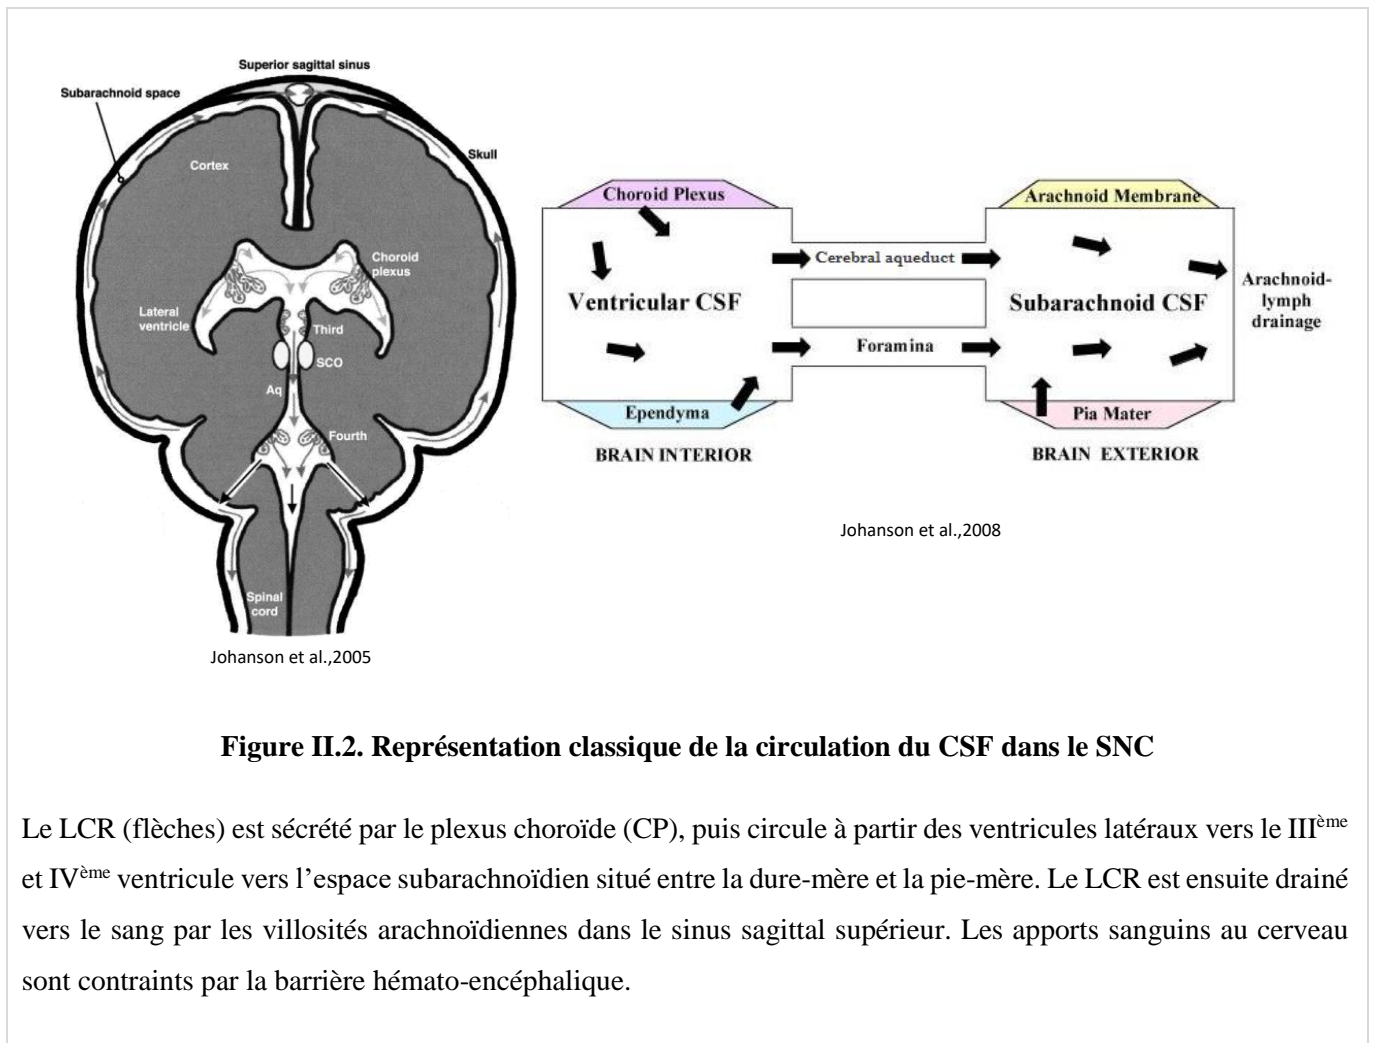 Superior sagittal sinus
Subarachnoid space
Skull
Cortex
Choroid
plexus
Lateral
ventricle
Third
SCO
Aq
Fourth
Spinal
cord
Johanson et al.,2005
Choroid Plexus
Arachnoid Membrane
Cerebral aqueduct
Ventricular CSF
Subarachnoid CSF
Arachnoid-
lymph
drainage
Foramina
Ependyma
Pia Mater
BRAIN INTERIOR
BRAIN EXTERIOR
Johanson et al.,2008
Figure II.2. Représentation classique de la circulation du CSF dans le SNC
Le LCR (flèches) est sécrété par le plexus choroïde (CP), puis circule à partir des ventricules latéraux vers le IIIème
et IVème ventricule vers l’espace subarachnoïdien situé entre la dure-mère et la pie-mère. Le LCR est ensuite drainé
vers le sang par les villosités arachnoïdiennes dans le sinus sagittal supérieur. Les apports sanguins au cerveau
sont contraints par la barrière hémato-encéphalique.